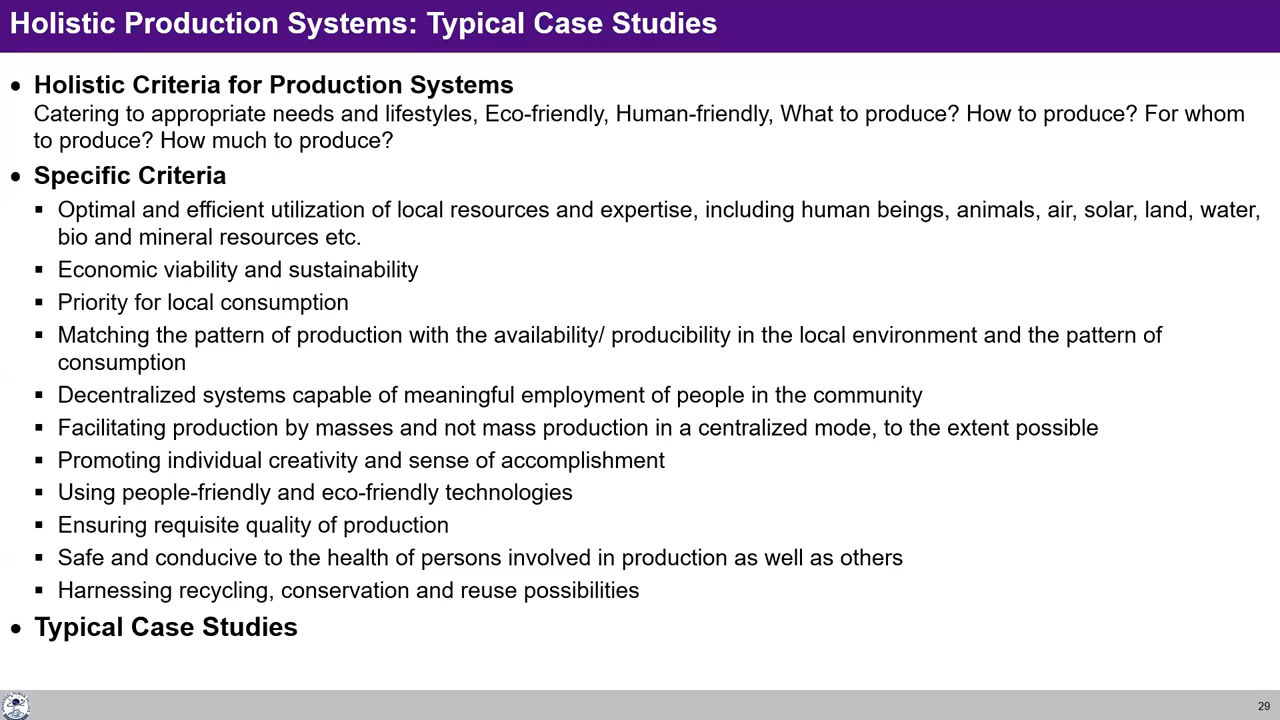 Holistic Production Systems: Typical Case Studies
• Holistic Criteria for Production Systems
Catering to appropriate needs and lifestyles, Eco-friendly, Human-friendly, What to produce? How to produce? For whom
to produce? How much to produce?
• Specific Criteria
▪ Optimal and efficient utilization of local resources and expertise, including human beings, animals, air, solar, land, water,
bio and mineral resources etc.
▪ Economic viability and sustainability
▪ Priority for local consumption
▪ Matching the pattern of production with the availability/ producibility in the local environment and the pattern of
consumption
▪ Decentralized systems capable of meaningful employment of people in the community
▪ Facilitating production by masses and not mass production in a centralized mode, to the extent possible
▪ Promoting individual creativity and sense of accomplishment
▪ Using people-friendly and eco-friendly technologies
▪ Ensuring requisite quality of production
▪ Safe and conducive to the health of persons involved in production as well as others
▪ Harnessing recycling, conservation and reuse possibilities
• Typical Case Studies
29